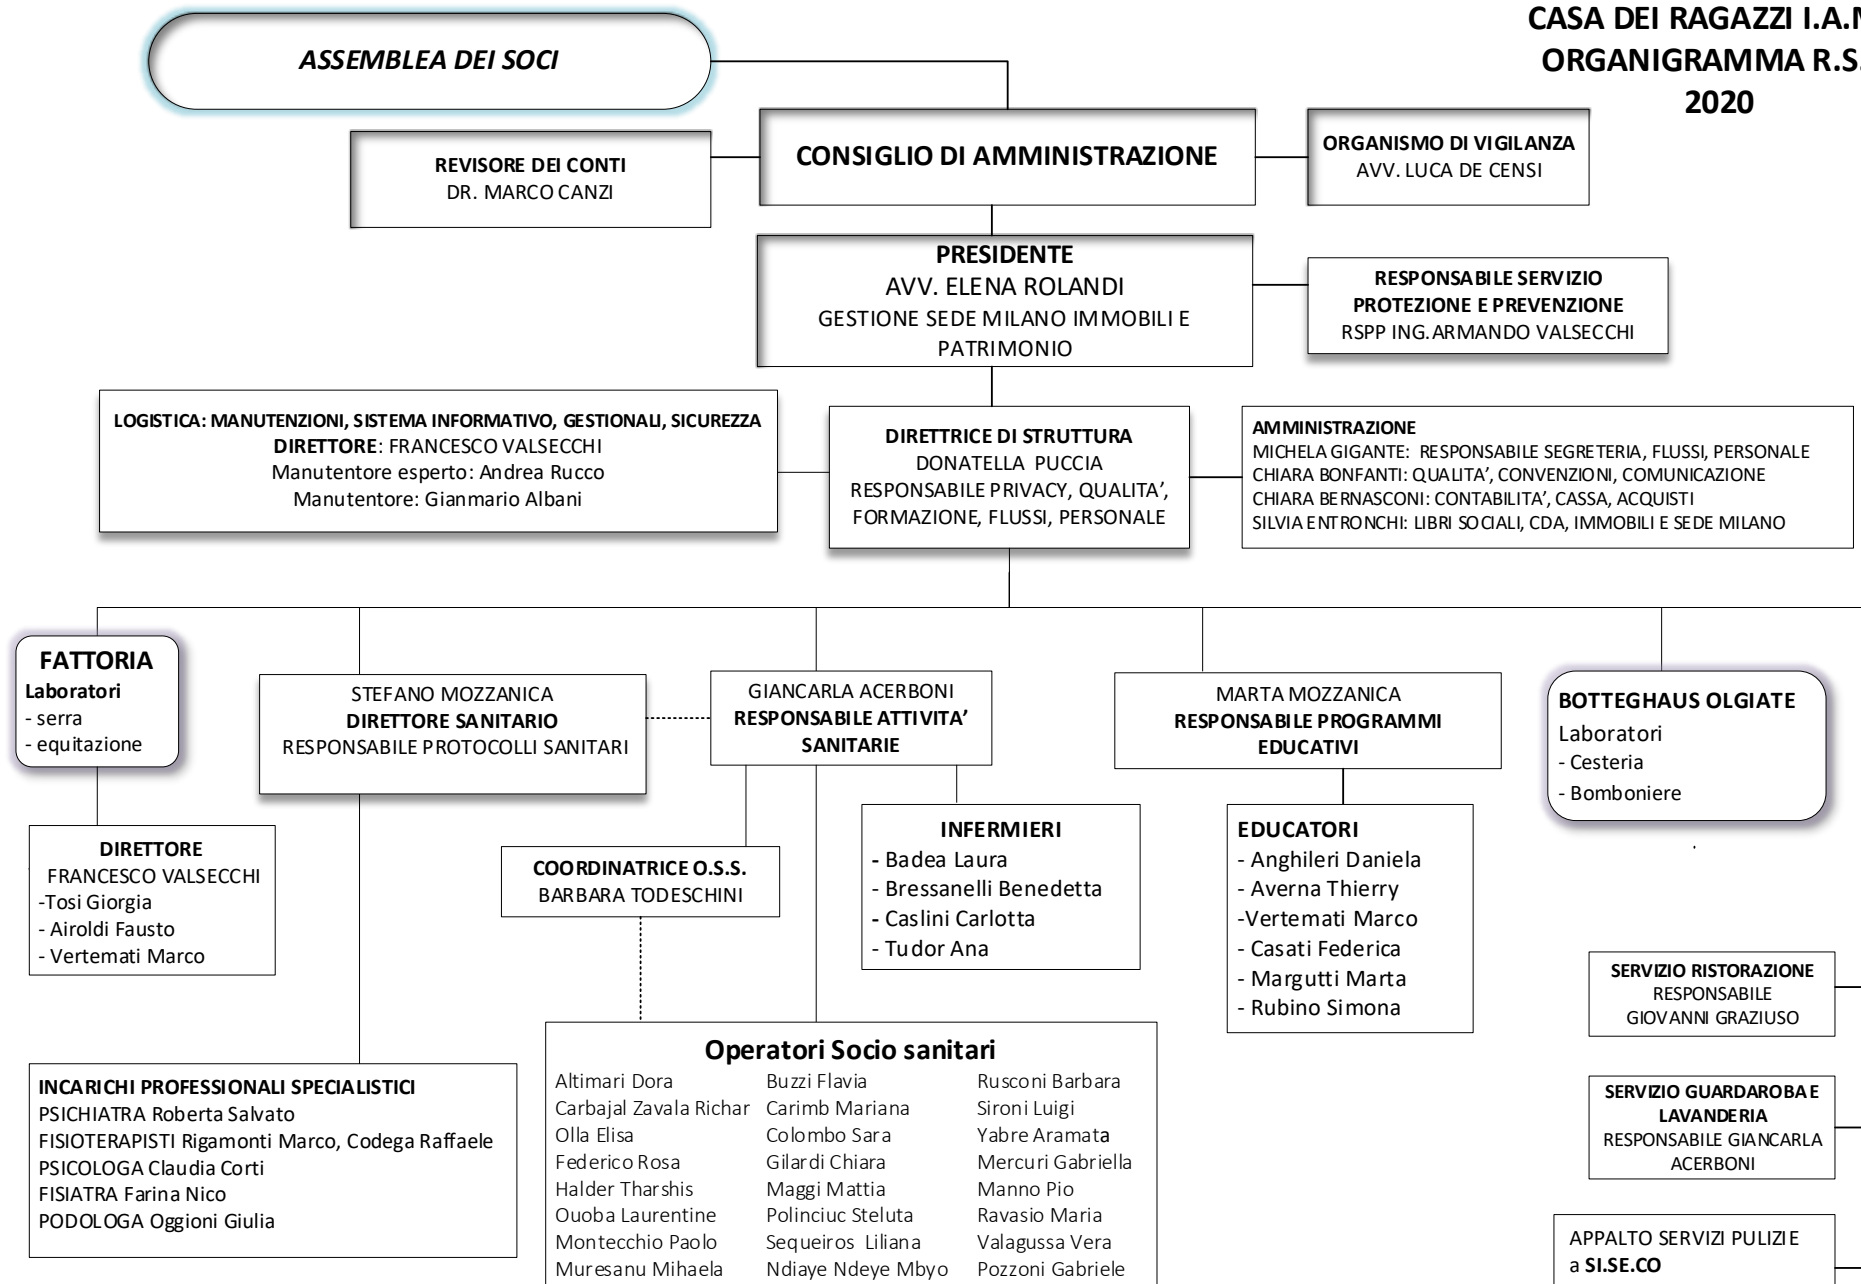 CASA DEI RAGAZZI I.A.M
ORGANIGRAMMA R.S.
2020
ASSEMBLEA DEI SOCI
REVISORE DEI CONTI
DR. MARCO CANZI
CONSIGLIO DI AMMINISTRAZIONE
ORGANISMO DI VIGILANZA
AVV. LUCA DE CENSI
PRESIDENTE
AVV. ELENA ROLANDI
GESTIONE SEDE MILANO IMMOBILI E
PATRIMONIO
RESPONSABILE SERVIZIO
PROTEZIONE E PREVENZIONE
RSPP ING.ARMANDO VALSECCHI
LOGISTICA: MANUTENZIONI, SISTEMA INFORMATIVO, GESTIONALI, SICUREZZA
DIRETTORE: FRANCESCO VALSECCHI
Manutentore esperto: Andrea Rucco
Manutentore: Gianmario Albani
DIRETTRICE DI STRUTTURA
DONATELLA PUCCIA
RESPONSABILE PRIVACY, QUALITA’,
FORMAZIONE, FLUSSI, PERSONALE
AMMINISTRAZIONE
MICHELA GIGANTE: RESPONSABILE SEGRETERIA, FLUSSI, PERSONALE
CHIARA BONFANTI: QUALITA’, CONVENZIONI, COMUNICAZIONE
CHIARA BERNASCONI: CONTABILITA’, CASSA, ACQUISTI
SILVIA ENTRONCHI: LIBRI SOCIALI, CDA, IMMOBILI E SEDE MILANO
FATTORIA
Laboratori
- serra
- equitazione
STEFANO MOZZANICA
DIRETTORE SANITARIO
RESPONSABILE PROTOCOLLI SANITARI
GIANCARLA ACERBONI
RESPONSABILE ATTIVITA’
SANITARIE
MARTA MOZZANICA
RESPONSABILE PROGRAMMI
EDUCATIVI
BOTTEGHAUS OLGIATE
Laboratori
- Cesteria
- Bomboniere
DIRETTORE
FRANCESCO VALSECCHI
-Tosi Giorgia
- Airoldi Fausto
- Vertemati Marco
COORDINATRICE O.S.S.
BARBARA TODESCHINI
INFERMIERI
- Badea Laura
- Bressanelli Benedetta
- Caslini Carlotta
- Tudor Ana
EDUCATORI
- Anghileri Daniela
- Averna Thierry
-Vertemati Marco
- Casati Federica
- Margutti Marta
- Rubino Simona
SERVIZIO RISTORAZIONE
RESPONSABILE
GIOVANNI GRAZIUSO
INCARICHI PROFESSIONALI SPECIALISTICI
PSICHIATRA Roberta Salvato
FISIOTERAPISTI Rigamonti Marco, Codega Raffaele
PSICOLOGA Claudia Corti
FISIATRA Farina Nico
PODOLOGA Oggioni Giulia
Operatori Socio sanitari
Altimari Dora Buzzi Flavia Rusconi Barbara
Carbajal Zavala Richar Carimb Mariana Sironi Luigi
Olla Elisa Colombo Sara Yabre Aramata
Federico Rosa Gilardi Chiara Mercuri Gabriella
Halder Tharshis Maggi Mattia Manno Pio
Ouoba Laurentine Polinciuc Steluta Ravasio Maria
Montecchio Paolo Sequeiros Liliana Valagussa Vera
Muresanu Mihaela Ndiaye Ndeye Mbyo Pozzoni Gabriele
SERVIZIO GUARDAROBA E
LAVANDERIA
RESPONSABILE GIANCARLA
ACERBONI
APPALTO SERVIZI PULIZIE
a SI.SE.CO